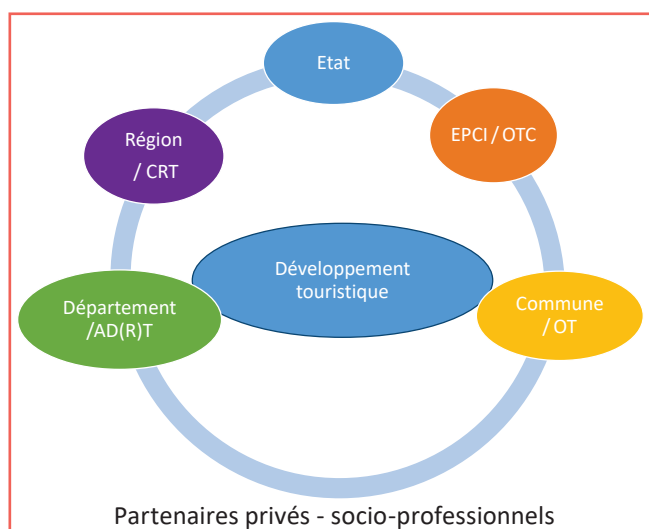 Etat
EPCI / OTC
Région
/ CRT
Développement
touristique
Département
/AD(R)T
Commune
/ OT
Partenaires privés - socio-professionnels